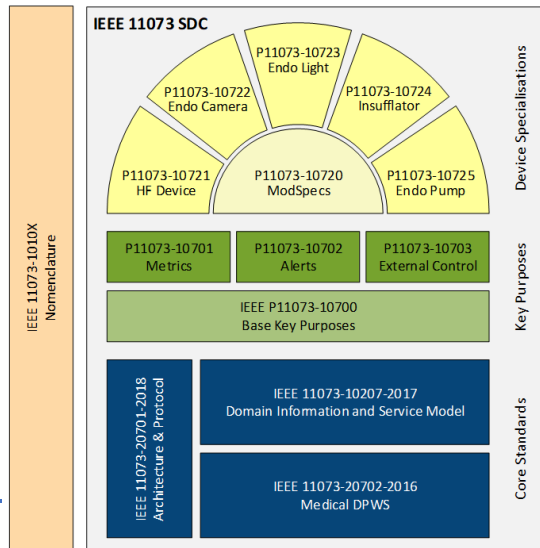 IEEE 11073 SDC
P11073-10723
Endo Light
P11073-10722
Endo Camera
P11073-10724
Insufflator
P11073-10721
HF Device
P11073-10720
ModSpecs
P11073-10725
Endo Pump
Device Specialisations
IEEE 11073-1010X
Nomenclature
P11073-10701
Metrics
P11073-10702
Alerts
P11073-10703
External Control
IEEE P11073-10700
Base Key Purposes
Key Purposes
IEEE 11073-20701-2018
Architecture & Protocol
IEEE 11073-10207-2017
Domain Information and Service Model
IEEE 11073-20702-2016
Medical DPWS
Core Standards